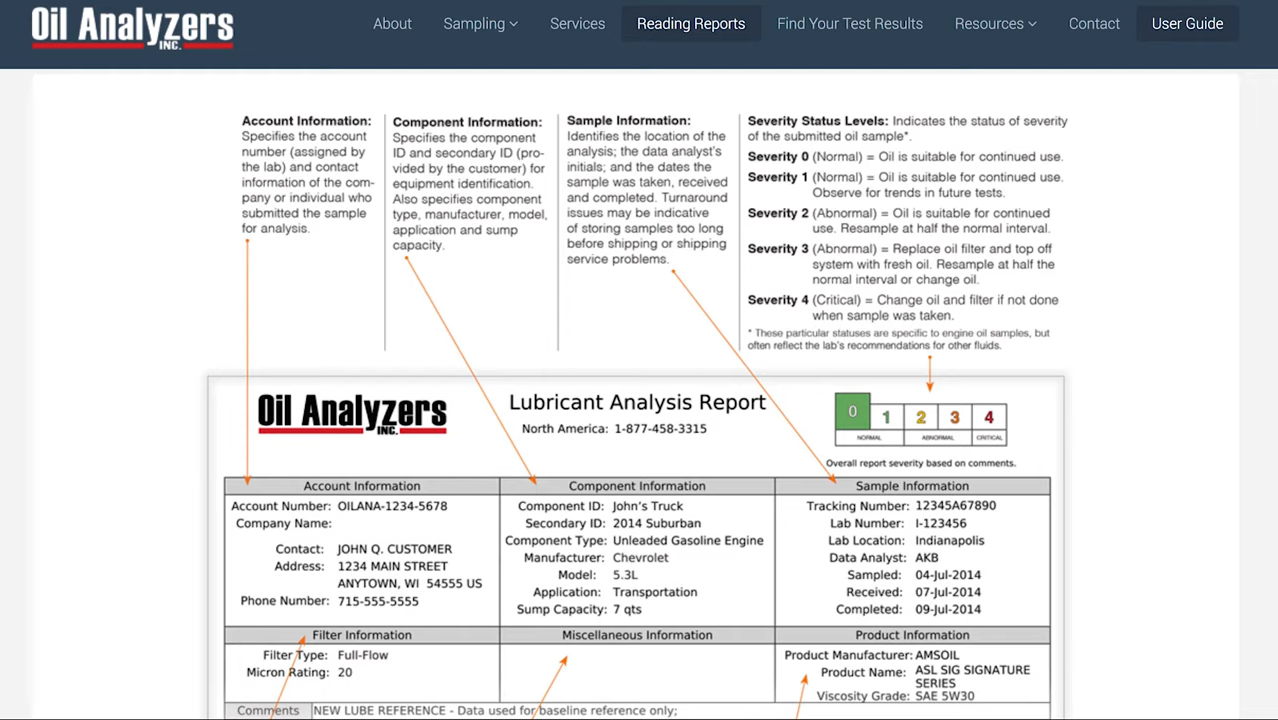 Oil Analyzers INC.
About Sampling Services Reading Reports Find Your Test Results Resources Contact User Guide
Account Information:
Specifies the account
number (assigned by
the lab) and contact
information of the com-
pany or individual who
submitted the sample
for analysis.
Component Information:
Specifies the component
ID and secondary ID (pro-
vided by the customer) for
equipment identification.
Also specifies component
type, manufacturer, model,
application and sump
capacity.
Sample Information:
Identifies the location of the
analysis; the data analyst's
initials; and the dates the
sample was taken, received
and completed. Turnaround
issues may be indicative
of storing samples too long
before shipping or shipping
service problems.
Severity Status Levels: Indicates the status of severity
of the submitted oil sample*.
Severity 0 (Normal) = Oil is suitable for continued use.
Severity 1 (Normal) = Oil is suitable for continued use.
Observe for trends in future tests.
Severity 2 (Abnormal) = Oil is suitable for continued
use. Resample at half the normal interval.
Severity 3 (Abnormal) = Replace oil filter and top off
system with fresh oil. Resample at half the
normal interval or change oil.
Severity 4 (Critical) = Change oil and filter if not done
when sample was taken.
* These particular statuses are specific to engine oil samples, but
often reflect the lab's recommendations for other fluids.
Oil Analyzers INC.
Lubricant Analysis Report
North America: 1-877-458-3315
0 1 2 3 4
NORMAL ABNORMAL CRITICAL
Overall report severity based on comments.
Account Information
Account Number: OILANA-1234-5678
Company Name:
Contact: JOHN Q. CUSTOMER
Address: 1234 MAIN STREET
ANYTOWN, WI 54555 US
Phone Number: 715-555-5555
Component Information
Component ID: John's Truck
Secondary ID: 2014 Suburban
Component Type: Unleaded Gasoline Engine
Manufacturer: Chevrolet
Model: 5.3L
Application: Transportation
Sump Capacity: 7 qts
Sample Information
Tracking Number: 12345A67890
Lab Number: I-123456
Lab Location: Indianapolis
Data Analyst: AKB
Sampled: 04-Jul-2014
Received: 07-Jul-2014
Completed: 09-Jul-2014
Filter Information
Filter Type: Full-Flow
Micron Rating: 20
Miscellaneous Information
Product Information
Product Manufacturer: AMSOIL
Product Name: ASL SIG SIGNATURE
SERIES
Viscosity Grade: SAE 5W30
Comments NEW LUBE REFERENCE - Data used for baseline reference only;